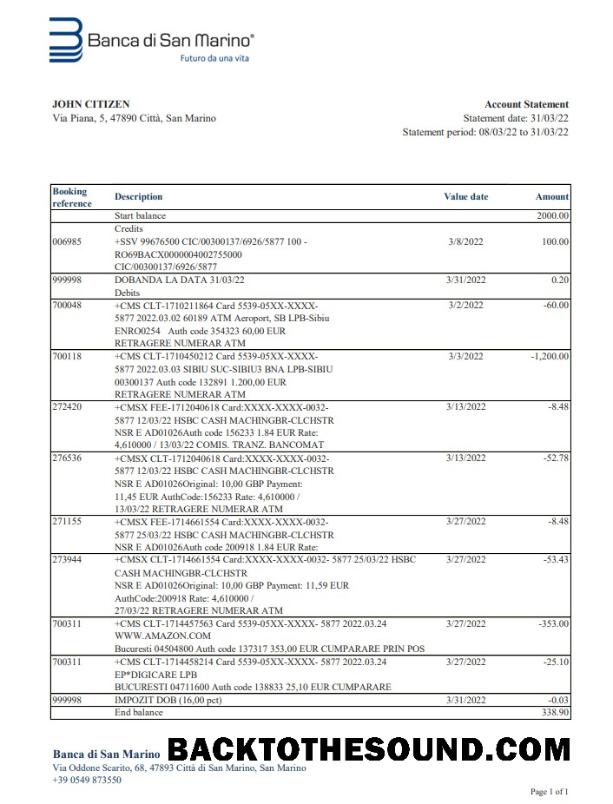 Banca di San Marino®
Futuro da una vita
JOHN CITIZEN
Via Piana, 5, 47890 Città, San Marino
Account Statement
Statement date: 31/03/22
Statement period: 08/03/22 to 31/03/22
Booking reference Description Value date Amount
Start balance 2000.00
Credits
006985 +SSV 99676500 CIC/00300137/6926/5877 100 - 3/8/2022 100.00
RO69BACX0000004002755000
CIC/00300137/6926/5877
999998 DOBANDA LA DATA 31/03/22 3/31/2022 0.20
Debits
700048 +CMS CLT-1710211864 Card 5539-05XX-XXXX- 3/2/2022 -60.00
5877 2022.03.02 60189 ATM Aeroport, SB LPB-Sibiu
ENRO0254 Auth code 354323 60,00 EUR
RETRAGERE NUMERAR ATM
700118 +CMS CLT-1710450212 Card 5539-05XX-XXXX- 3/3/2022 -1,200.00
5877 2022.03.03 SIBIU SUC-SIBIU3 BNA LPB-SIBIU
00300137 Auth code 132891 1.200,00 EUR
RETRAGERE NUMERAR ATM
272420 +CMSX FEE-1712040618 Card:XXXX-XXXX-0032- 3/13/2022 -8.48
5877 12/03/22 HSBC CASH MACHINGBR-CLCHSTR
NSR E AD01026Auth code 156233 1.84 EUR Rate:
4,610000 / 13/03/22 COMIS. TRANZ. BANCOMAT
276536 +CMSX CLT-1712040618 Card:XXXX-XXXX-0032- 3/13/2022 -52.78
5877 12/03/22 HSBC CASH MACHINGBR-CLCHSTR
NSR E AD01026Original: 10,00 GBP Payment:
11,45 EUR AuthCode:156233 Rate: 4,610000 /
13/03/22 RETRAGERE NUMERAR ATM
271155 +CMSX FEE-1714661554 Card:XXXX-XXXX-0032- 3/27/2022 -8.48
5877 25/03/22 HSBC CASH MACHINGBR-CLCHSTR
NSR E AD01026Auth code 200918 1.84 EUR Rate:
273944 +CMSX CLT-1714661554 Card:XXXX-XXXX-0032- 5877 25/03/22 HSBC 3/27/2022 -53.43
CASH MACHINGBR-CLCHSTR
NSR E AD01026Original: 10,00 GBP Payment: 11,59 EUR
AuthCode:200918 Rate: 4,610000 /
27/03/22 RETRAGERE NUMERAR ATM
700311 +CMS CLT-1714457563 Card 5539-05XX-XXXX- 5877 2022.03.24 3/27/2022 -353.00
WWW.AMAZON.COM
Bucuresti 04504800 Auth code 137317 353,00 EUR CUMPARARE PRIN POS
700311 +CMS CLT-1714458214 Card 5539-05XX-XXXX- 5877 2022.03.24 3/27/2022 -25.10
EP*DIGICARE LPB
BUCURESTI 04711600 Auth code 138833 25,10 EUR CUMPARARE
999998 IMPOZIT DOB (16,00 pct) 3/31/2022 -0.03
End balance 338.90
Banca di San Marino
BACKTOTHESOUND.COM
Via Oddone Scarito, 68, 47893 Città di San Marino, San Marino
+39 0549 873550
Page 1 of 1